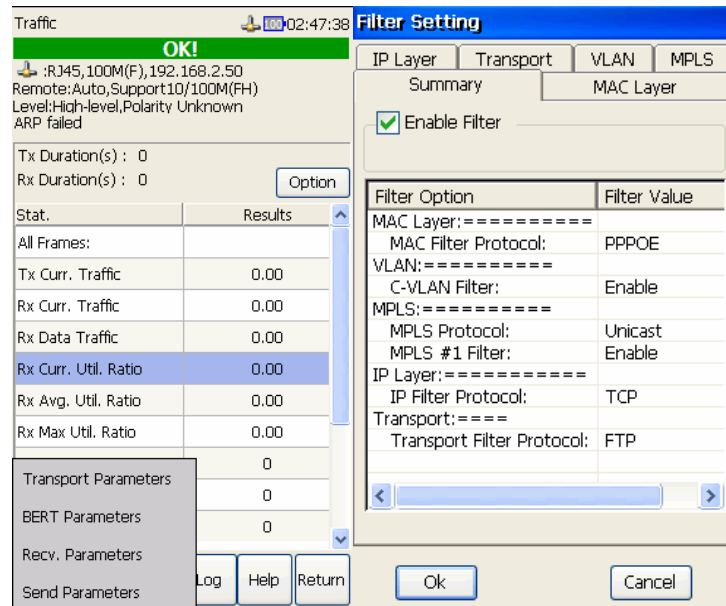 Traffic
100 02:47:38
OK!
:RJ45,100M(F),192.168.2.50
Remote:Auto,Support10/100M(FH)
Level:High-level,Polarity Unknown
ARP failed
Tx Duration(s) : 0
Rx Duration(s) : 0
Option
Stat. Results
All Frames:
Tx Curr. Traffic 0.00
Rx Curr. Traffic 0.00
Rx Data Traffic 0.00
Rx Curr. Util. Ratio 0.00
Rx Avg. Util. Ratio 0.00
Rx Max Util. Ratio 0.00
0
0
0
Transport Parameters
BERT Parameters
Recv. Parameters
Send Parameters
Log Help Return
Filter Setting
IP Layer Transport VLAN MPLS
Summary MAC Layer
Enable Filter
Filter Option Filter Value
MAC Layer:==========
MAC Filter Protocol: PPPOE
VLAN:==========
C-VLAN Filter: Enable
MPLS:==========
MPLS Protocol: Unicast
MPLS #1 Filter: Enable
IP Layer:===========
IP Filter Protocol: TCP
Transport:====
Transport Filter Protocol: FTP
Ok Cancel